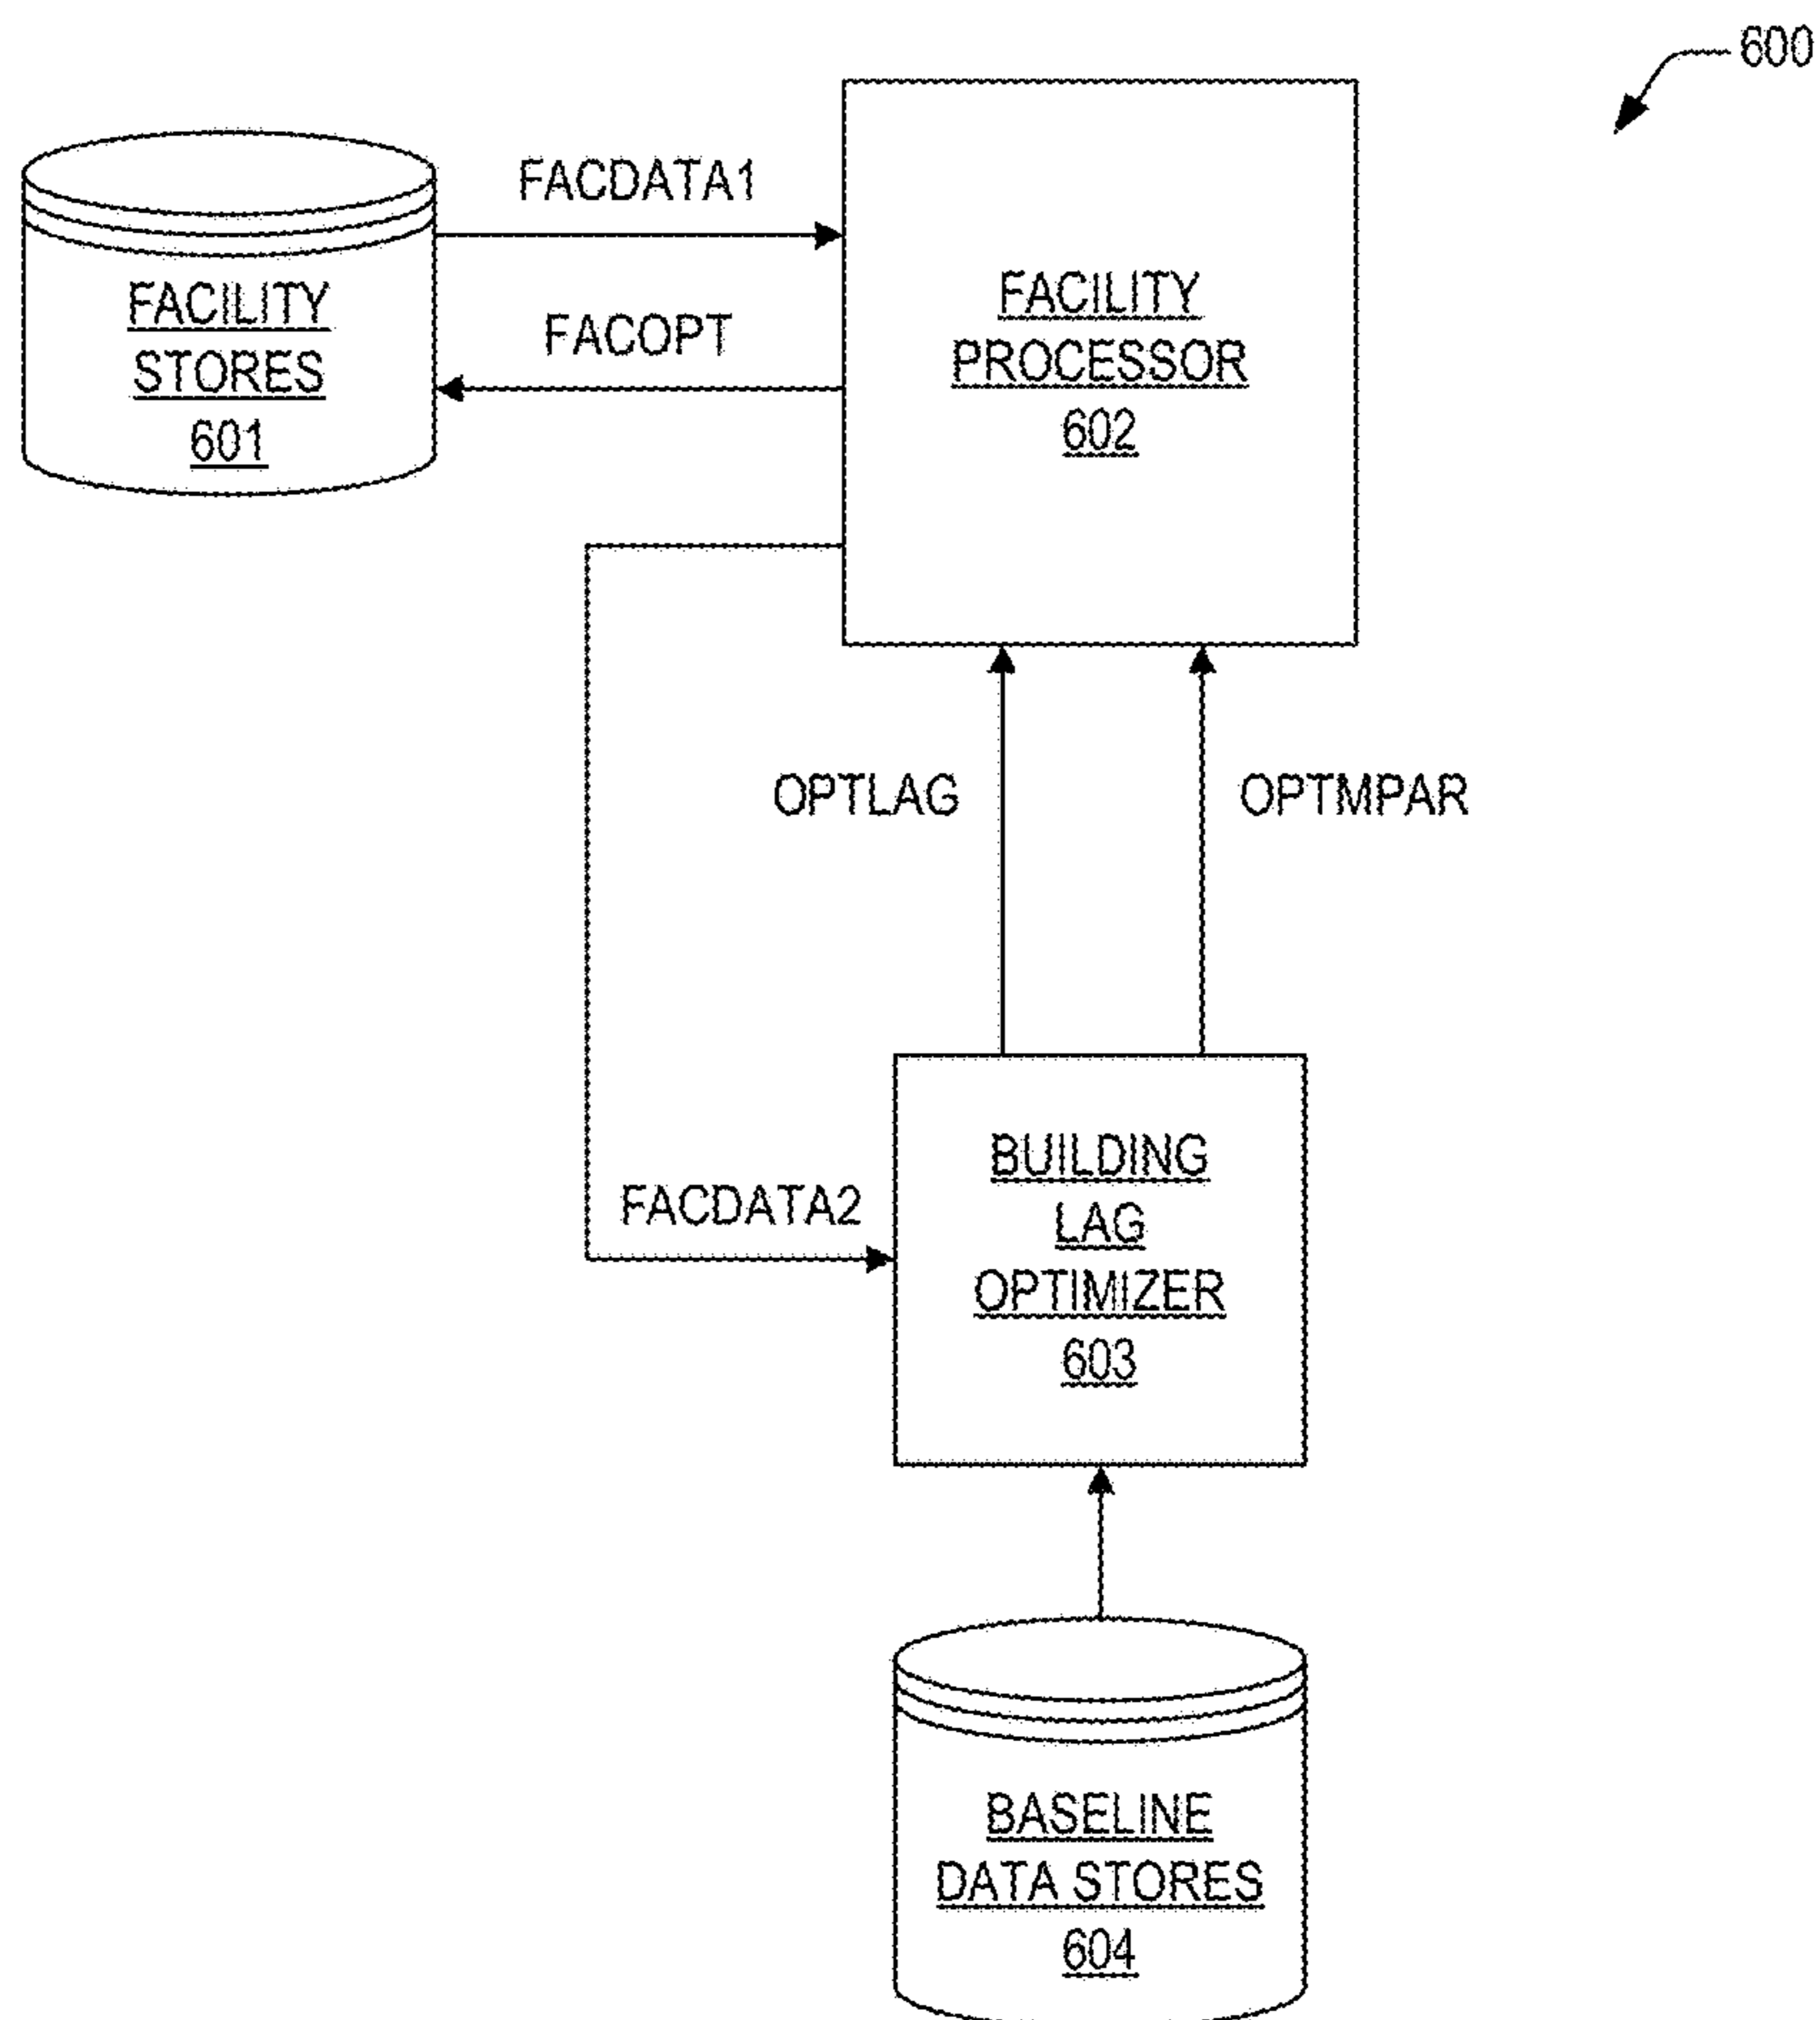 600
FACDATA1
FACILITY
STORES
601
FACOPT
FACILITY
PROCESSOR
602
OPTLAG
OPTMPAR
FACDATA2
BUILDING
LAG
OPTIMIZER
603
BASELINE
DATA STORES
604